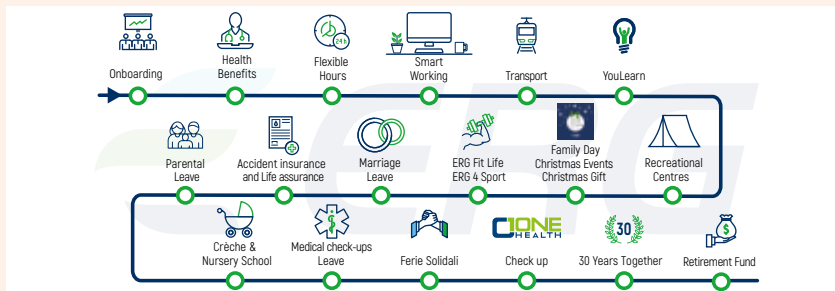 24 h
Onboarding
Health
Benefits
Flexible
Hours
Smart
Working
Transport
YouLearn
Parental
Leave
Accident insurance
and Life assurance
Marriage
Leave
ERG Fit Life
ERG 4 Sport
Family Day
Christmas Events
Christmas Gift
Recreational
Centres
ERG
Crèche &
Nursery School
Medical check-ups
Leave
Ferie Solidali
C1ONE
HEALTH
Check up
30
30 Years Together
$
Retirement Fund